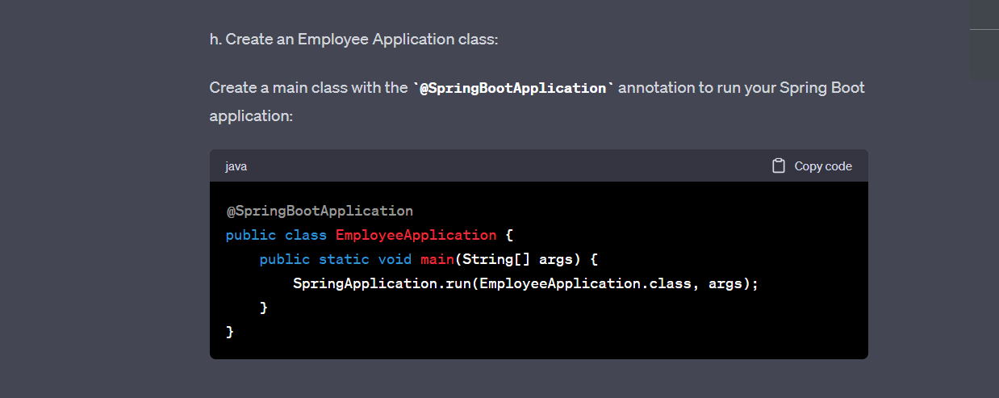 h. Create an Employee Application class:
Create a main class with the `@SpringBootApplication` annotation to run your Spring Boot
application:
java Copy code
@SpringBootApplication
public class EmployeeApplication {
    public static void main(String[] args) {
        SpringApplication.run(EmployeeApplication.class, args);
    }
}